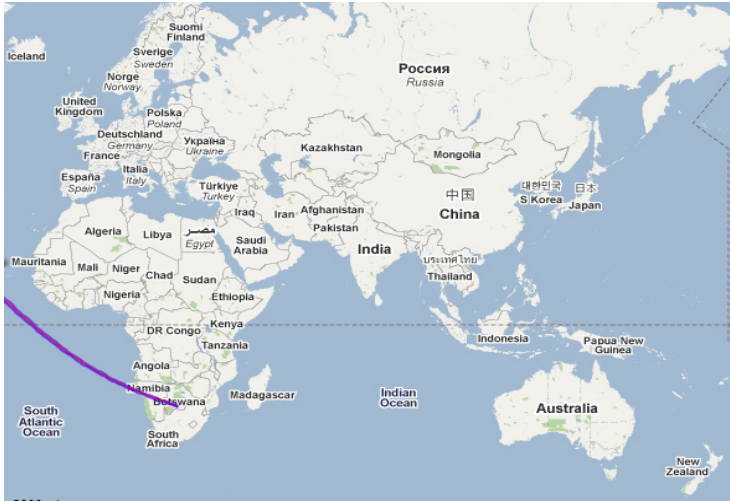 Suomi
Finland
Iceland
Sverige
Sweden
Norge
Norway
Россия
Russia
United
Kingdom
Polska
Poland
Deutschland
Germany
Україна
Ukraine
France
Kazakhstan
Mongolia
Italia
Italy
España
Spain
Türkiye
Turkey
中国
China
대한민국
S Korea
日本
Japan
Iraq
Iran
Afghanistan
Pakistan
Algeria
Libya
مصر
Egypt
Saudi
Arabia
India
Mauritania
Mali
Niger
Chad
Sudan
ประเทศไทย
Thailand
Nigeria
Ethiopia
DR Congo
Kenya
Tanzania
Indonesia
Papua New
Guinea
Angola
Namibia
Botswana
Madagascar
Indian
Ocean
South
Atlantic
Ocean
Australia
South
Africa
New
Zealand